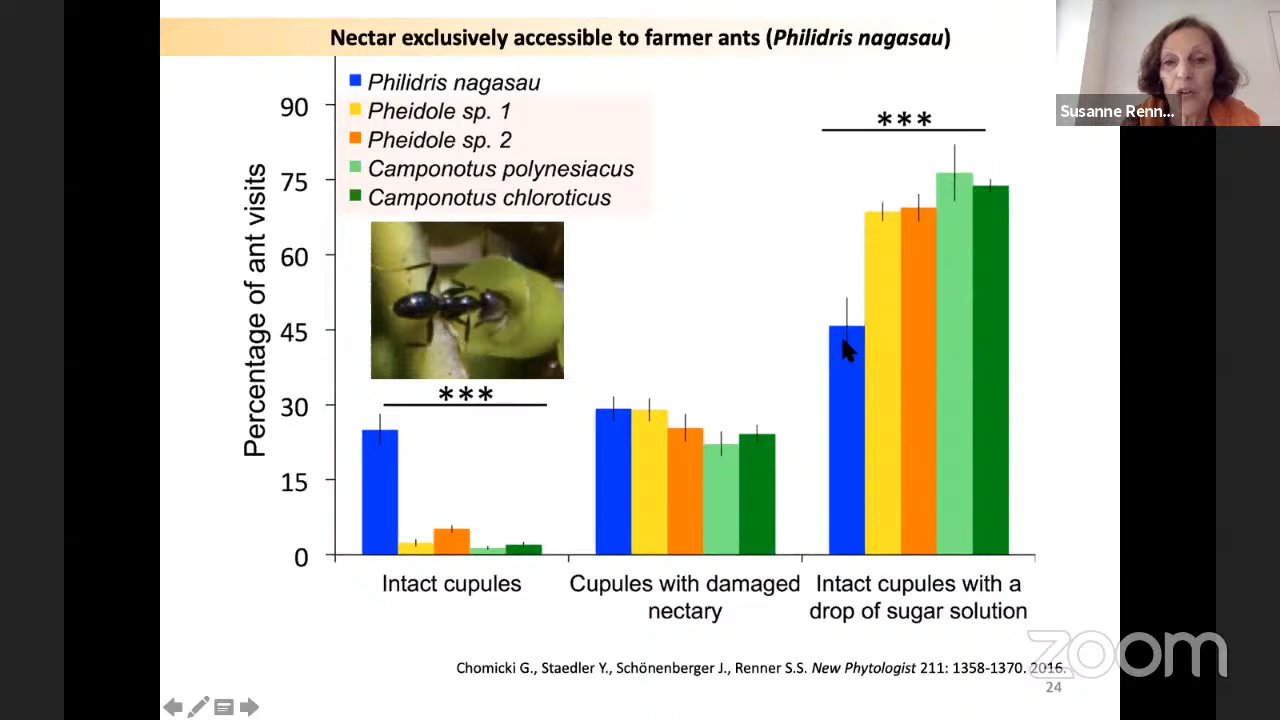 Nectar exclusively accessible to farmer ants (Philidris nagasau)
Susanne Renn...
Philidris nagasau
Pheidole sp. 1
Pheidole sp. 2
Camponotus polynesiacus
Camponotus chloroticus
Percentage of ant visits
90
75
60
45
30
15
0
***
***
Intact cupules
Cupules with damaged
nectary
Intact cupules with a
drop of sugar solution
Chomicki G., Staedler Y., Schönenberger J., Renner S.S. New Phytologist 211: 1358-1370. 2016.
zoom
24